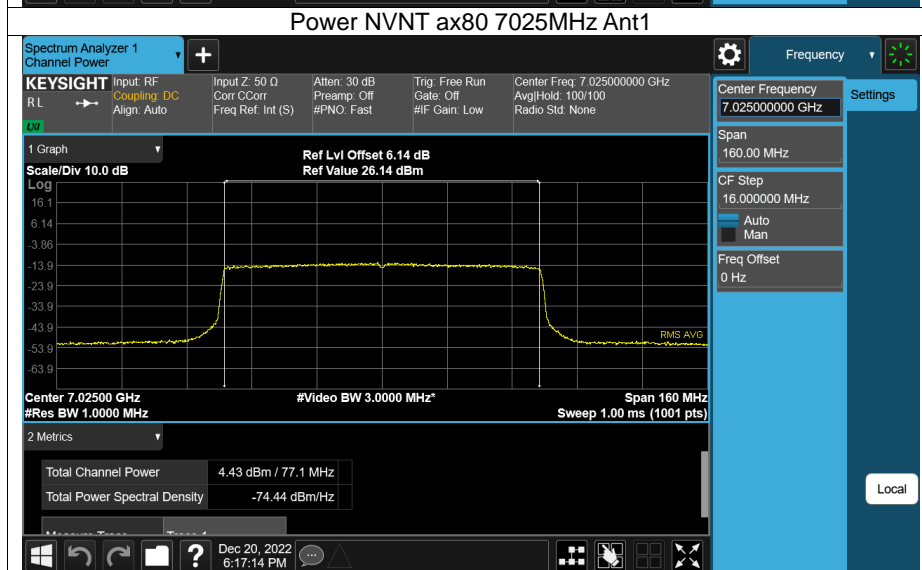 Power NVNT ax80 7025MHz Ant1
Spectrum Analyzer 1
Channel Power
Frequency
KEYSIGHT
R L
LXI
Input: RF
Coupling: DC
Align: Auto
Input Z: 50 Ω
Corr CCorr
Freq Ref: Int (S)
Atten: 30 dB
Preamp: Off
#PNO: Fast
Trig: Free Run
Gate: Off
#IF Gain: Low
Center Freq: 7.025000000 GHz
Avg|Hold: 100/100
Radio Std: None
Center Frequency
7.025000000 GHz
Settings
Span
160.00 MHz
CF Step
16.000000 MHz
Auto
Man
Freq Offset
0 Hz
Local
1 Graph
Scale/Div 10.0 dB
Ref Lvl Offset 6.14 dB
Ref Value 26.14 dBm
Log
16.1
6.14
-3.86
-13.9
-23.9
-33.9
-43.9
-53.9
-63.9
RMS AVG
Center 7.02500 GHz
#Video BW 3.0000 MHz*
Span 160 MHz
#Res BW 1.0000 MHz
Sweep 1.00 ms (1001 pts)
2 Metrics
Total Channel Power 4.43 dBm / 77.1 MHz
Total Power Spectral Density -74.44 dBm/Hz
?
Dec 20, 2022
6:17:14 PM